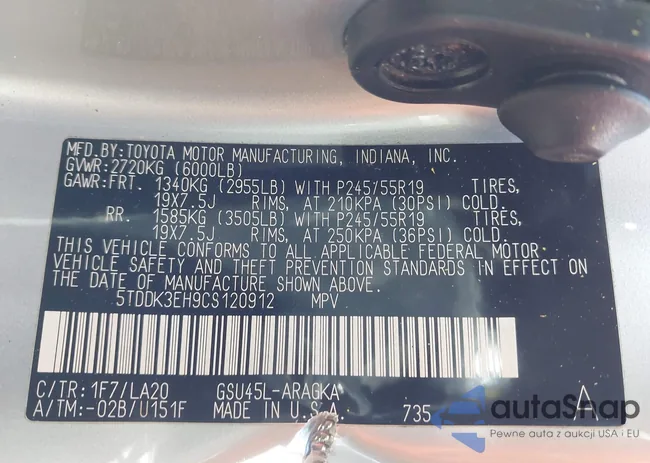 MFD.BY:TOYOTA MOTOR MANUFACTURING, INDIANA, INC.
GVWR:2720KG (6000LB)
GAWR:FRT. 1340KG (2955LB) WITH P245/55R19 TIRES,
19X7.5J RIMS, AT 210KPA (30PSI) COLD.
RR. 1585KG (3505LB) WITH P245/55R19 TIRES,
19X7.5J RIMS, AT 250KPA (36PSI) COLD.
THIS VEHICLE CONFORMS TO ALL APPLICABLE FEDERAL MOTOR
VEHICLE SAFETY AND THEFT PREVENTION STANDARDS IN EFFECT ON
THE DATE OF MANUFACTURE SHOWN ABOVE.
5TDDK3EH9CS120912 MPV
C/TR:1F7/LA20 GSU45L-ARAGKA A
A/TM:-02B/U151F MADE IN U.S.A. 735
autoSnap
Pewne auta z aukcji USA i EU